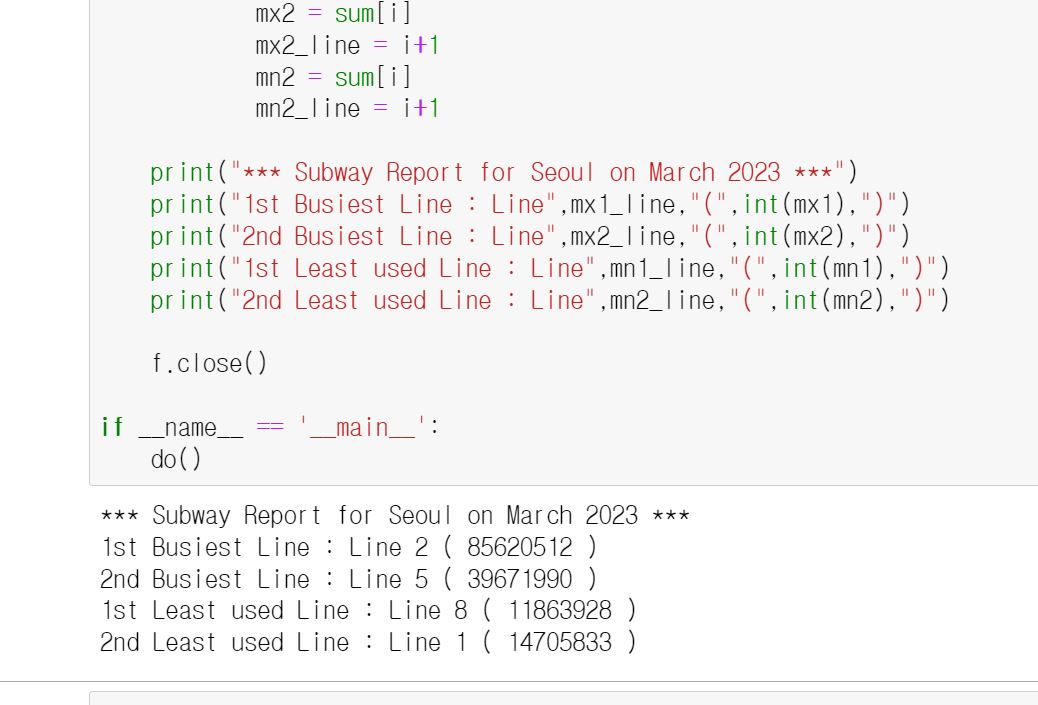 mx2 = sum[i]
mx2_line = i+1
mn2 = sum[i]
mn2_line = i+1
print("*** Subway Report for Seoul on March 2023 ***")
print("1st Busiest Line : Line",mx1_line,"(",int(mx1),")")
print("2nd Busiest Line : Line",mx2_line,"(",int(mx2),")")
print("1st Least used Line : Line",mn1_line,"(",int(mn1),")")
print("2nd Least used Line : Line",mn2_line,"(",int(mn2),")")
f.close()
if __name__ == '__main__':
do()
*** Subway Report for Seoul on March 2023 ***
1st Busiest Line : Line 2 ( 85620512 )
2nd Busiest Line : Line 5 ( 39671990 )
1st Least used Line : Line 8 ( 11863928 )
2nd Least used Line : Line 1 ( 14705833 )